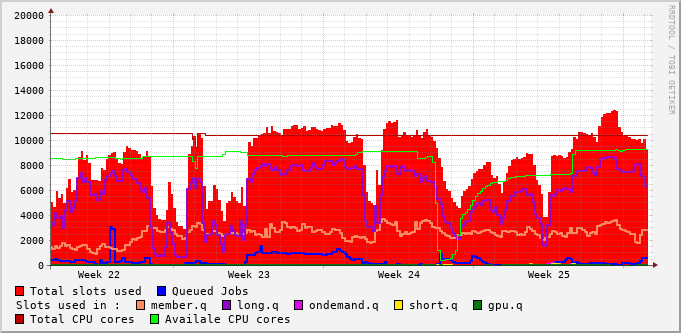 20000
18000
16000
14000
12000
10000
8000
6000
4000
2000
0
Week 22 Week 23 Week 24 Week 25
RRDTOOL / TOBI OETIKER
Total slots used Queued Jobs
Slots used in : member.q long.q ondemand.q short.q gpu.q
Total CPU cores Availale CPU cores